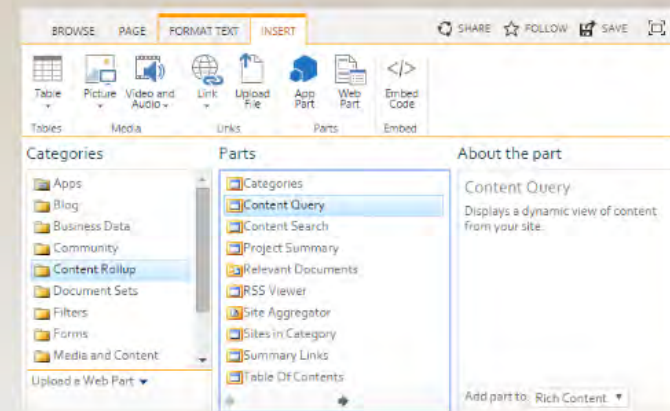 BROWSE PAGE FORMAT TEXT INSERT SHARE FOLLOW SAVE
Table Picture Video and Audio Link Upload File App Part Web Part Embed Code
Tables Media Links Parts Embed
Categories
Apps
Blog
Business Data
Community
Content Rollup
Document Sets
Filters
Forms
Media and Content
Upload a Web Part
Parts
Categories
Content Query
Content Search
Project Summary
Relevant Documents
RSS Viewer
Site Aggregator
Sites in Category
Summary Links
Table Of Contents
About the part
Content Query
Displays a dynamic view of content
from your site.
Add part to: Rich Content